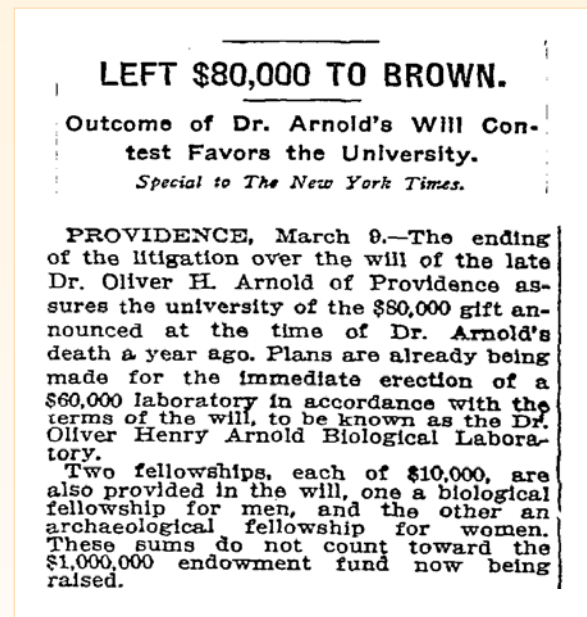 LEFT $80,000 TO BROWN.
Outcome of Dr. Arnold's Will Con-
test Favors the University.
Special to The New York Times.
PROVIDENCE, March 9.—The ending
of the litigation over the will of the late
Dr. Oliver H. Arnold of Providence as-
sures the university of the $80,000 gift an-
nounced at the time of Dr. Arnold's
death a year ago. Plans are already being
made for the immediate erection of a
$60,000 laboratory in accordance with the
terms of the will, to be known as the Dr.
Oliver Henry Arnold Biological Labora-
tory.
Two fellowships, each of $10,000, are
also provided in the will, one a biological
fellowship for men, and the other an
archaeological fellowship for women.
These sums do not count toward the
$1,000,000 endowment fund now being
raised.